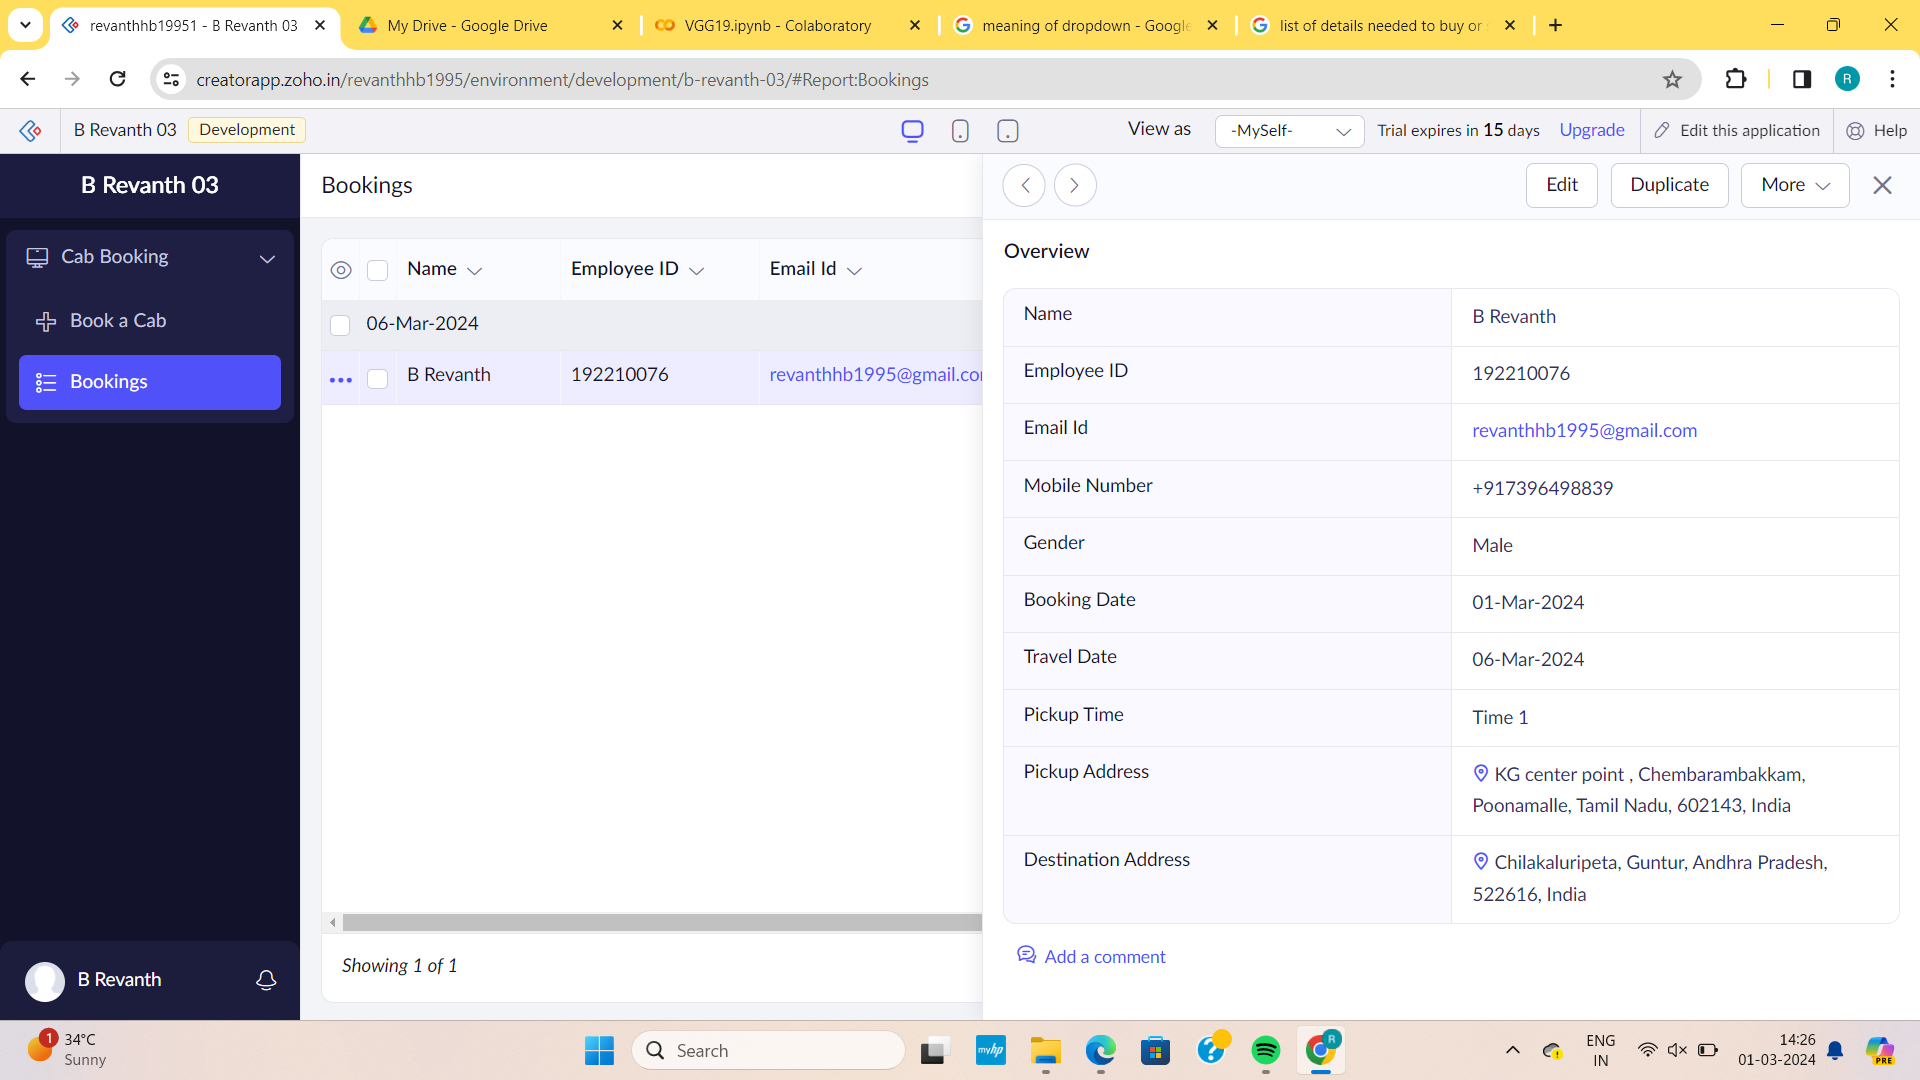 revanthhb19951 - B Revanth 03
My Drive - Google Drive
VGG19.ipynb - Colaboratory
meaning of dropdown - Google
list of details needed to buy or
creatorapp.zoho.in/revanthhb1995/environment/development/b-revanth-03/#Report:Bookings
R
B Revanth 03
Development
View as
-MySelf-
Trial expires in 15 days
Upgrade
Edit this application
Help
B Revanth 03
Bookings
Edit
Duplicate
More
Cab Booking
Book a Cab
Bookings
Name
Employee ID
Email Id
06-Mar-2024
B Revanth
192210076
revanthhb1995@gmail.co
Overview
Name
B Revanth
Employee ID
192210076
Email Id
revanthhb1995@gmail.com
Mobile Number
+917396498839
Gender
Male
Booking Date
01-Mar-2024
Travel Date
06-Mar-2024
Pickup Time
Time 1
Pickup Address
KG center point , Chembarambakkam,
Poonamalle, Tamil Nadu, 602143, India
Destination Address
Chilakaluripeta, Guntur, Andhra Pradesh,
522616, India
Add a comment
Showing 1 of 1
B Revanth
1
34°C
Sunny
Search
myhp
R
ENG
IN
14:26
01-03-2024
PRE